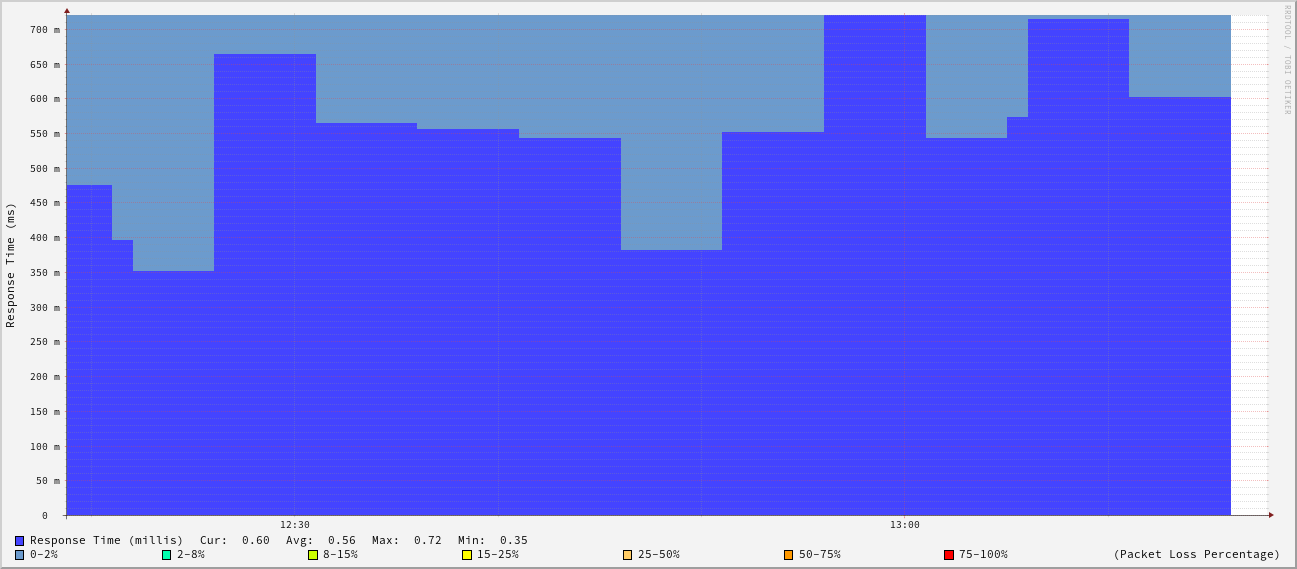 RRDTOOL / TOBI OETIKER
Response Time (ms)
700 m
650 m
600 m
550 m
500 m
450 m
400 m
350 m
300 m
250 m
200 m
150 m
100 m
50 m
0
12:30 13:00
Response Time (millis) Cur: 0.60 Avg: 0.56 Max: 0.72 Min: 0.35
0-2% 2-8% 8-15% 15-25% 25-50% 50-75% 75-100% (Packet Loss Percentage)